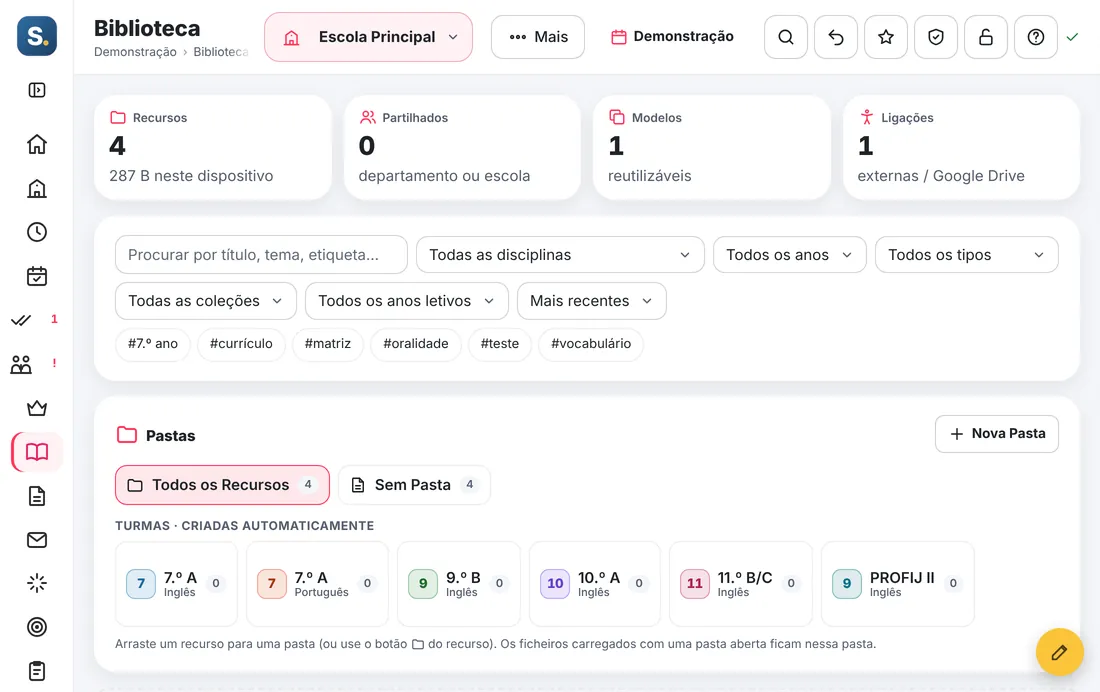 S.
Biblioteca
Demonstração › Biblioteca
Escola Principal
Mais
Demonstração
1
!
Recursos
4
287 B neste dispositivo
Partilhados
0
departamento ou escola
Modelos
1
reutilizáveis
Ligações
1
externas / Google Drive
Procurar por título, tema, etiqueta...
Todas as disciplinas
Todos os anos
Todos os tipos
Todas as coleções
Todos os anos letivos
Mais recentes
#7.º ano
#currículo
#matriz
#oralidade
#teste
#vocabulário
Pastas
Nova Pasta
Todos os Recursos 4
Sem Pasta 4
TURMAS · CRIADAS AUTOMATICAMENTE
7 7.º A 0
Inglês
7 7.º A 0
Português
9 9.º B 0
Inglês
10 10.º A 0
Inglês
11 11.º B/C 0
Inglês
9 PROFIJ II 0
Inglês
Arraste um recurso para uma pasta (ou use o botão do recurso). Os ficheiros carregados com uma pasta aberta ficam nessa pasta.